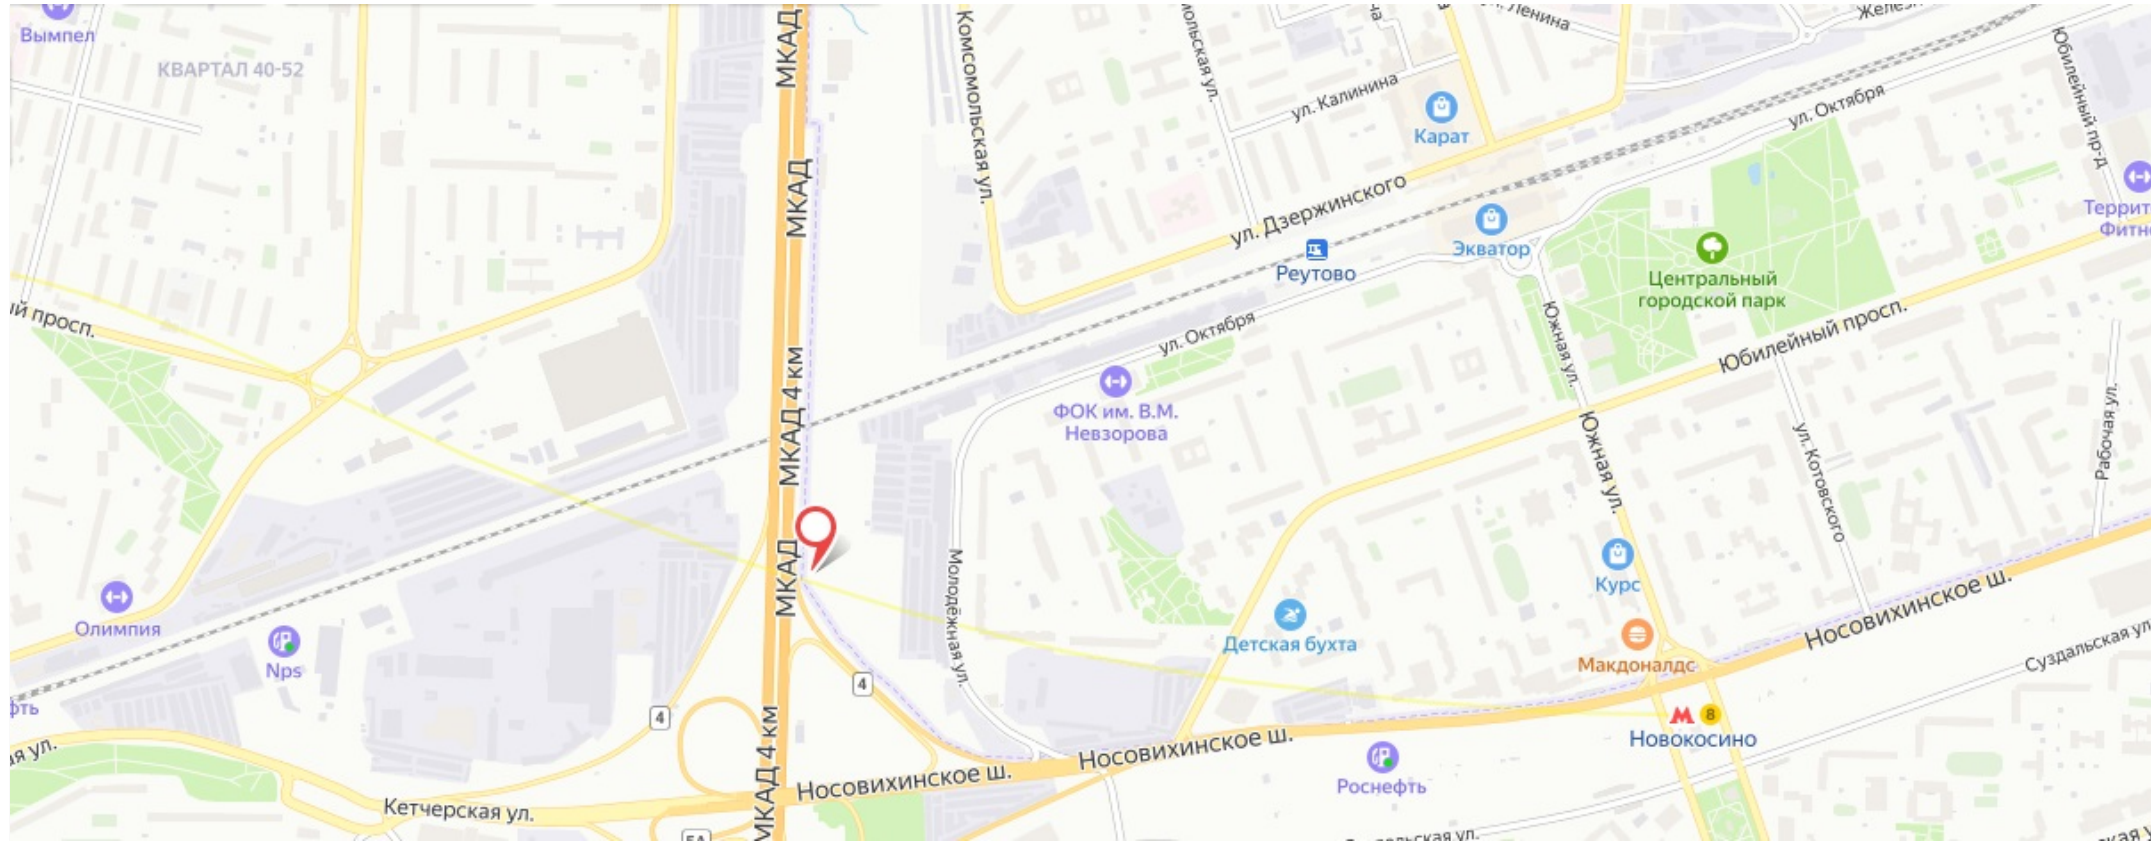 Вымпел
КВАРТАЛ 40-52
МКАД
Комсомольская ул.
ул. Ленина
ул. Калинина
Карат
ул. Октября
Юбилейный пр-д
МКАД
ул. Дзержинского
Экватор
Реутово
Центральный
городской парк
Южная ул.
Юбилейный просп.
ул. Октября
МКАД 4 км
ФОК им. В.М.
Невзорова
Южная ул.
ул. Котовского
Рабочая ул.
МКАД
Молодёжная ул.
Курс
Носовихинское ш.
Олимпия
Nps
Детская бухта
Макдоналдс
Суздальская ул.
4
4
МКАД 4 км
8
Новокосино
Носовихинское ш.
Носовихинское ш.
Роснефть
Кетчерская ул.